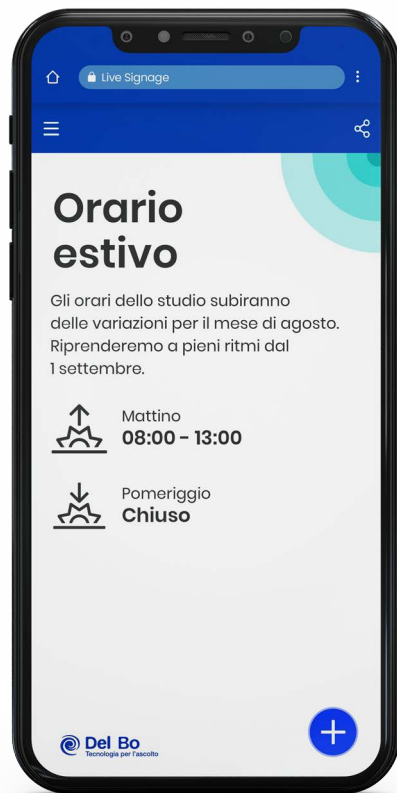 Live Signage
Orario
estivo
Gli orari dello studio subiranno
delle variazioni per il mese di agosto.
Riprenderemo a pieni ritmi dal
1 settembre.
Mattino
08:00 - 13:00
Pomeriggio
Chiuso
Del Bo
Tecnologia per l'ascolto